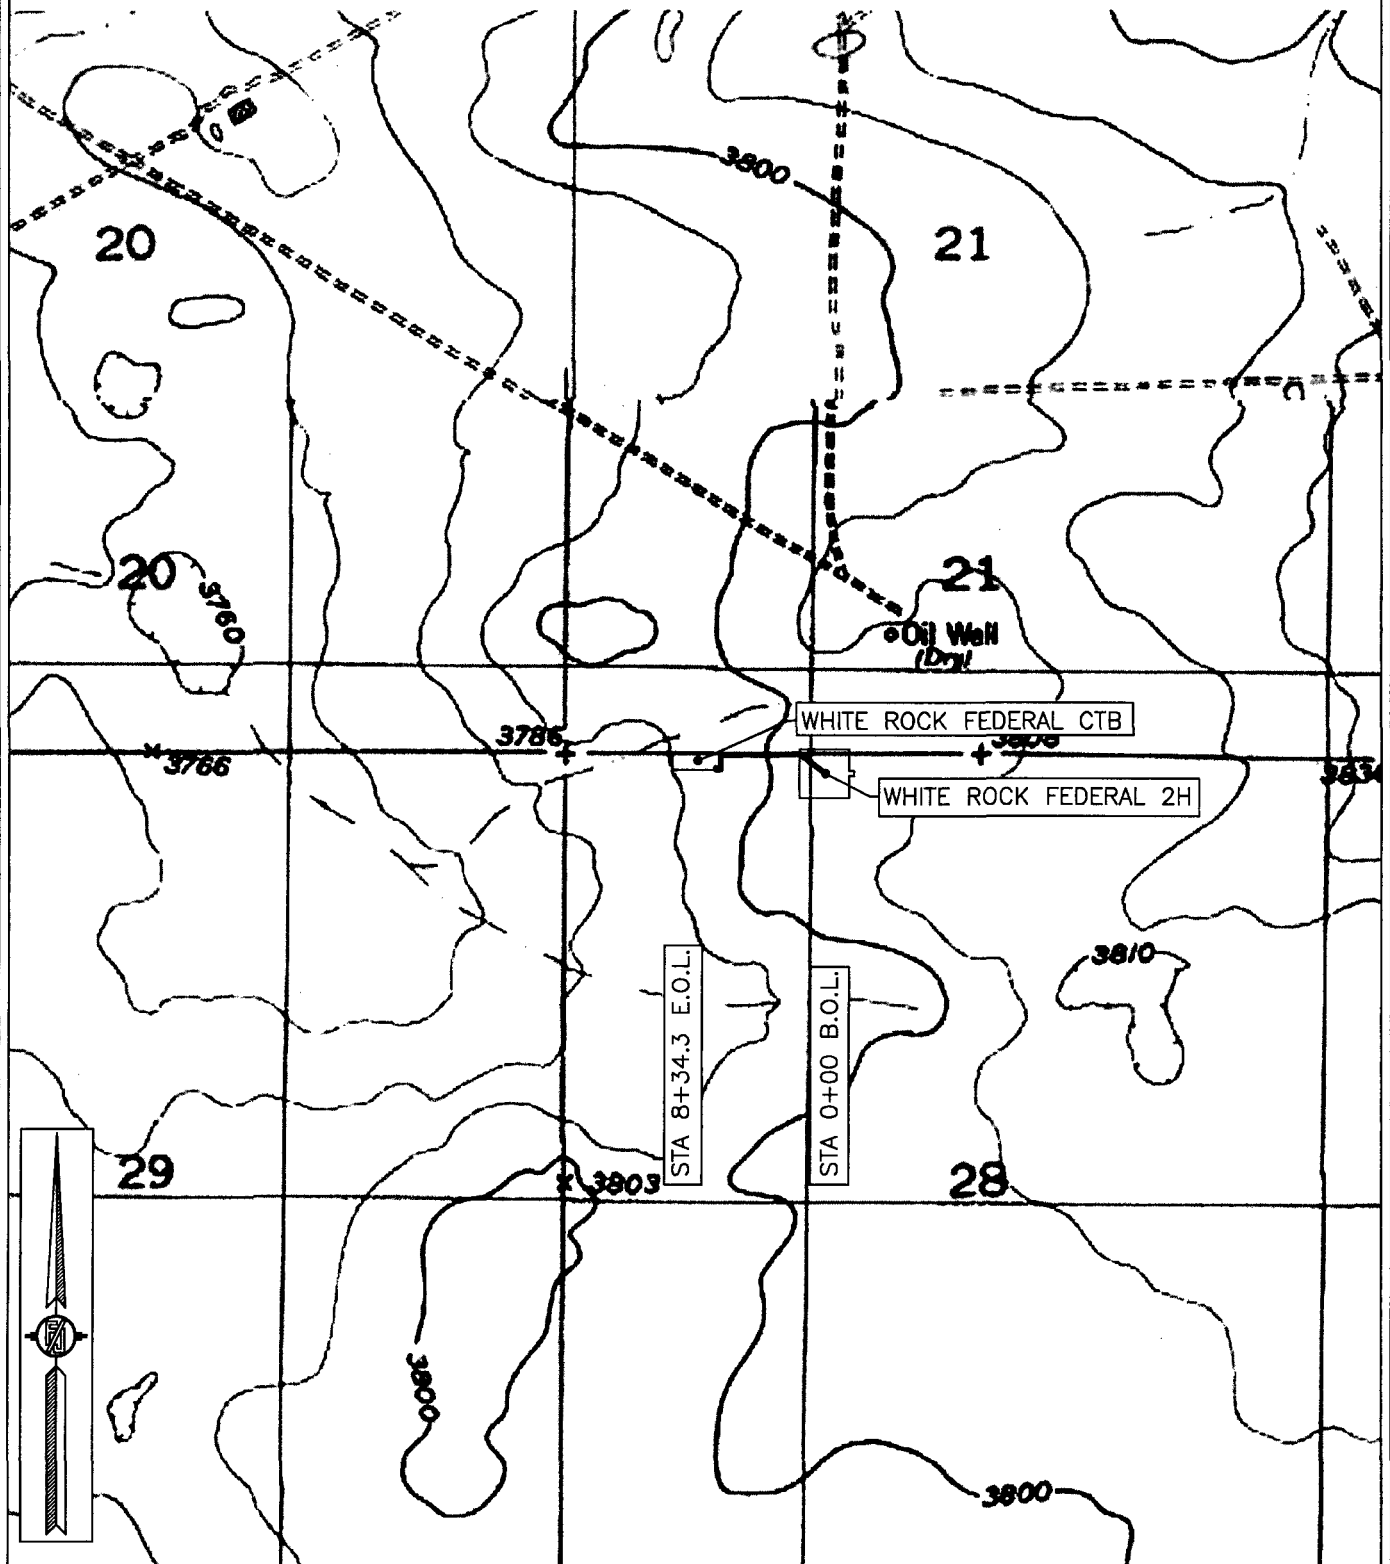 3800
20
21
20
3760
21
Oil Well
(Dry)
WHITE ROCK FEDERAL CTB
3786
3766
WHITE ROCK FEDERAL 2H
3810
STA 8+34.3 E.O.L.
STA 0+00 B.O.L.
29
3803
28
3800
3800